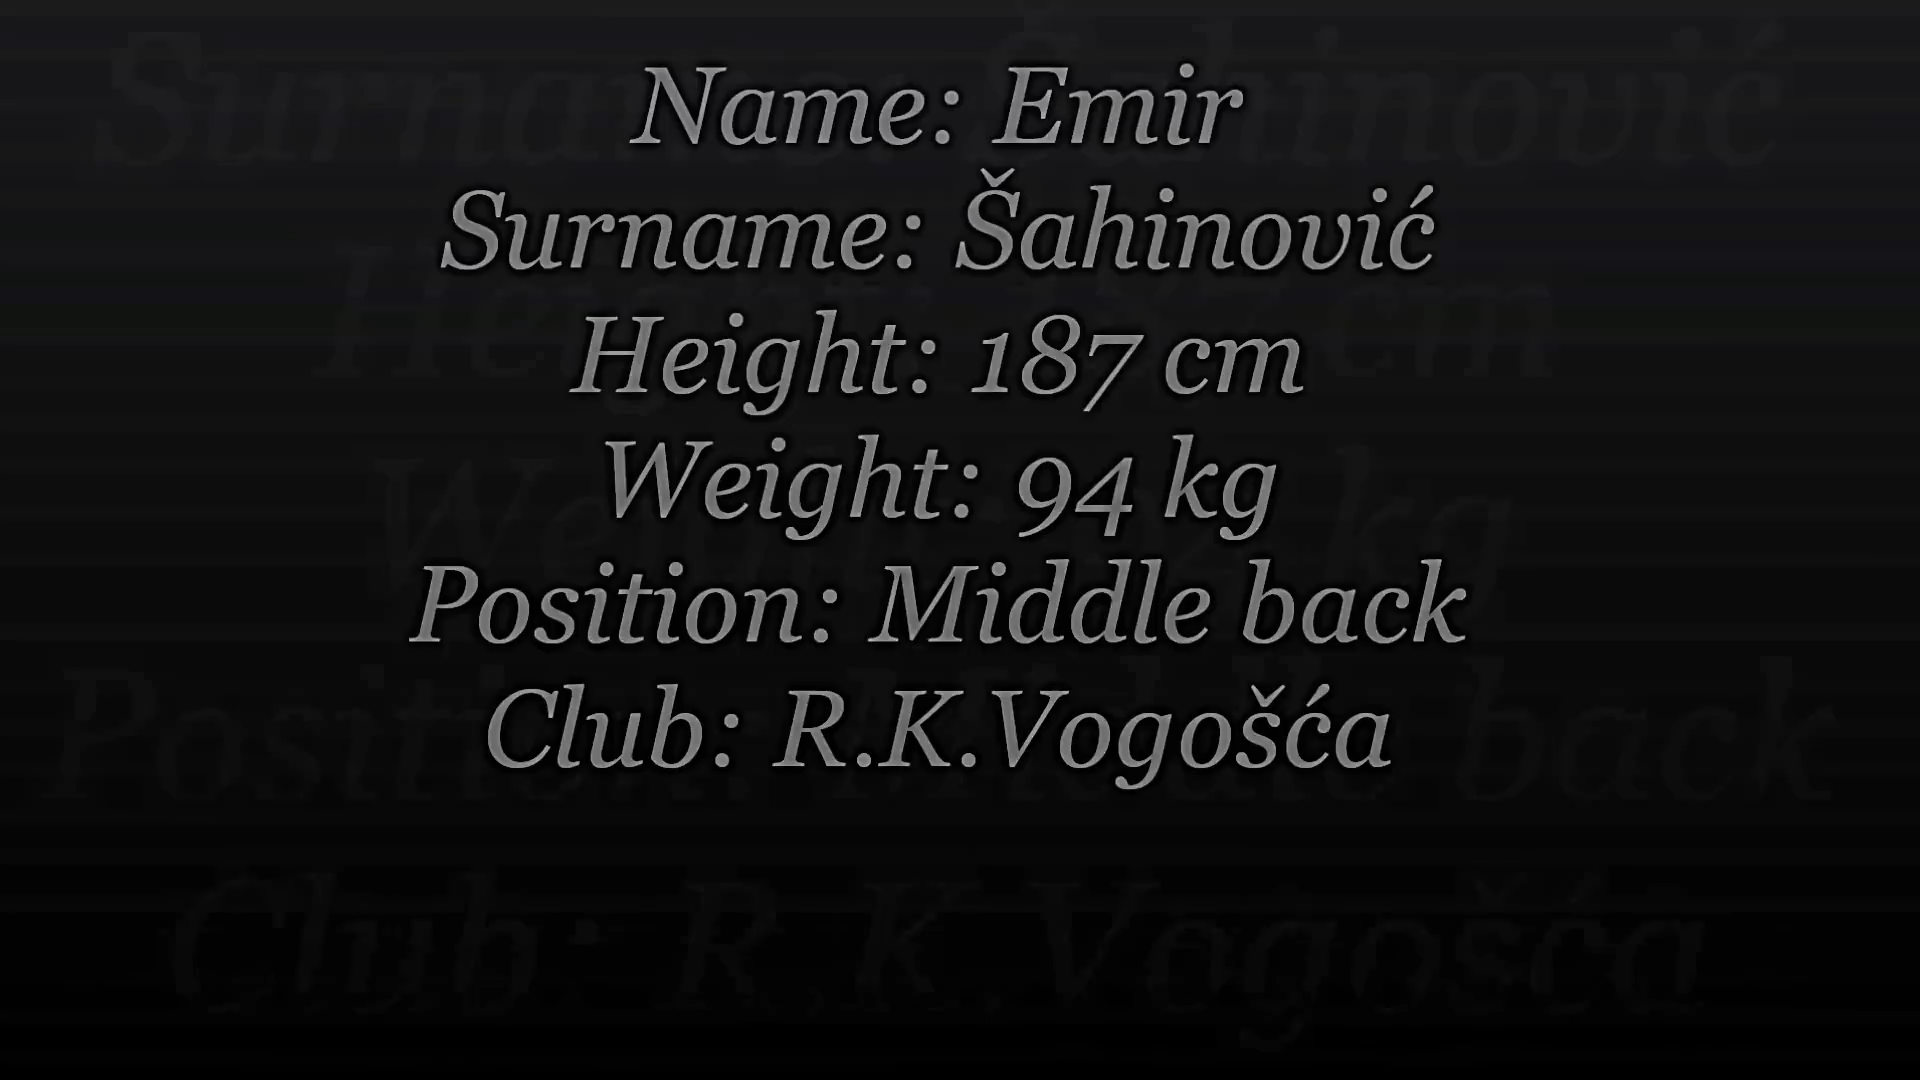 Name: Emir
Surname: Šahinović
Height: 187 cm
Weight: 94 kg
Position: Middle back
Club: R.K.Vogošća